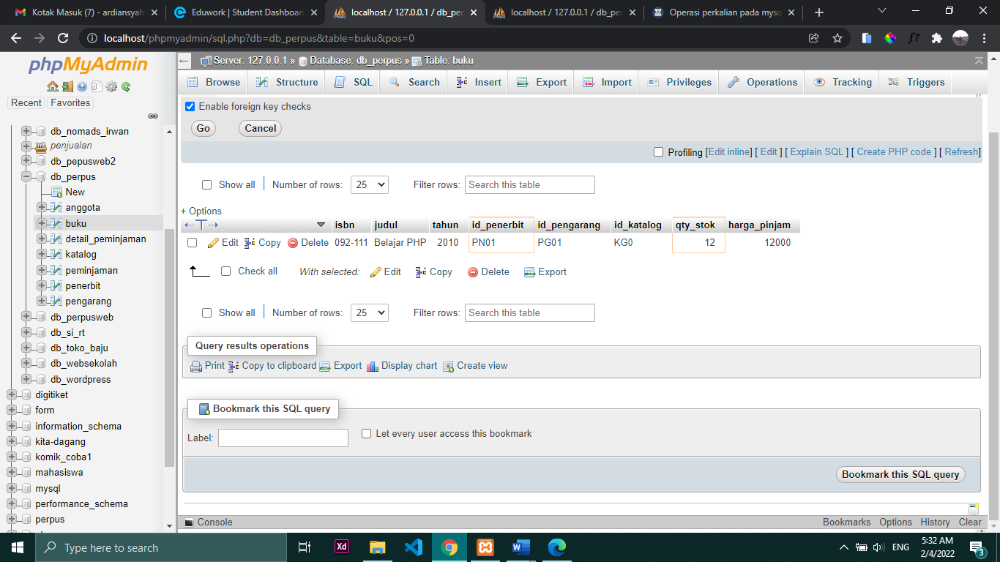 Kotak Masuk (7) - ardiansyah
Eduwork | Student Dashboard
localhost / 127.0.0.1 / db_per
localhost / 127.0.0.1 / db_per
Operasi perkalian pada mysq
localhost/phpmyadmin/sql.php?db=db_perpus&table=buku&pos=0
phpMyAdmin
Recent Favorites
db_nomads_irwan
penjualan
db_pepusweb2
db_perpus
New
anggota
buku
detail_peminjaman
katalog
peminjaman
penerbit
pengarang
db_perpusweb
db_si_rt
db_toko_baju
db_websekolah
db_wordpress
digitiket
form
information_schema
kita-dagang
komik_coba1
mahasiswa
mysql
performance_schema
perpus
Server: 127.0.0.1 » Database: db_perpus » Table: buku
Browse Structure SQL Search Insert Export Import Privileges Operations Tracking Triggers
Enable foreign key checks
Go Cancel
Profiling [Edit inline] [ Edit ] [ Explain SQL ] [ Create PHP code ] [ Refresh]
Show all | Number of rows: 25 Filter rows: Search this table
+ Options
←T→ isbn judul tahun id_penerbit id_pengarang id_katalog qty_stok harga_pinjam
Edit Copy Delete 092-111 Belajar PHP 2010 PN01 PG01 KG0 12 12000
Check all With selected: Edit Copy Delete Export
Show all | Number of rows: 25 Filter rows: Search this table
Query results operations
Print Copy to clipboard Export Display chart Create view
Bookmark this SQL query
Label: Let every user access this bookmark
Bookmark this SQL query
Console Bookmarks Options History Clear
Type here to search
Xd
ENG
5:32 AM
2/4/2022
3